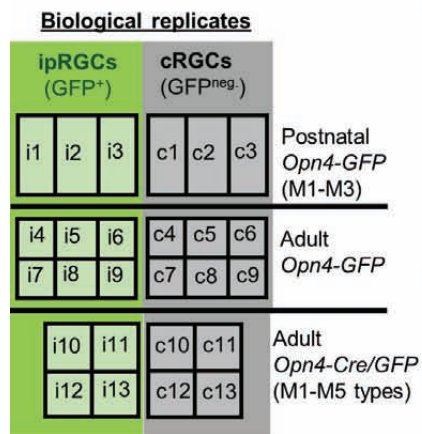 Biological replicates
ipRGCs cRGCs
(GFP⁺) (GFPⁿᵉᵍ·)
i1 i2 i3 c1 c2 c3
Postnatal
Opn4-GFP
(M1-M3)
i4 i5 i6 c4 c5 c6
i7 i8 i9 c7 c8 c9
Adult
Opn4-GFP
i10 i11 c10 c11
i12 i13 c12 c13
Adult
Opn4-Cre/GFP
(M1-M5 types)